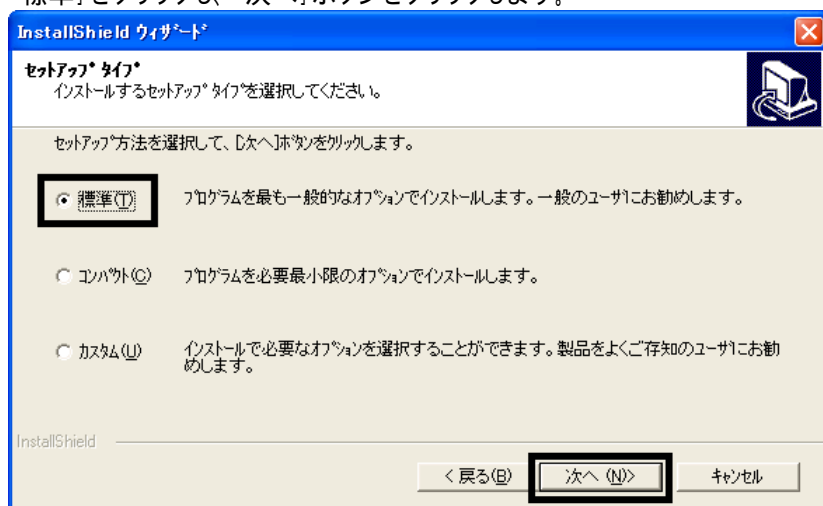 標準]をクリックし、[次へ]ボタンをクリックします。
InstallShield ウィザード
セットアップ タイプ
インストールするセットアップ タイプを選択してください。
セットアップ方法を選択して、[次へ]ボタンをクリックします。
標準(T) プログラムを最も一般的なオプションでインストールします。一般のユーザにお勧めします。
コンパクト(C) プログラムを必要最小限のオプションでインストールします。
カスタム(U) インストールで必要なオプションを選択することができます。製品をよくご存知のユーザにお勧
めします。
InstallShield
< 戻る(B) 次へ (N)> キャンセル